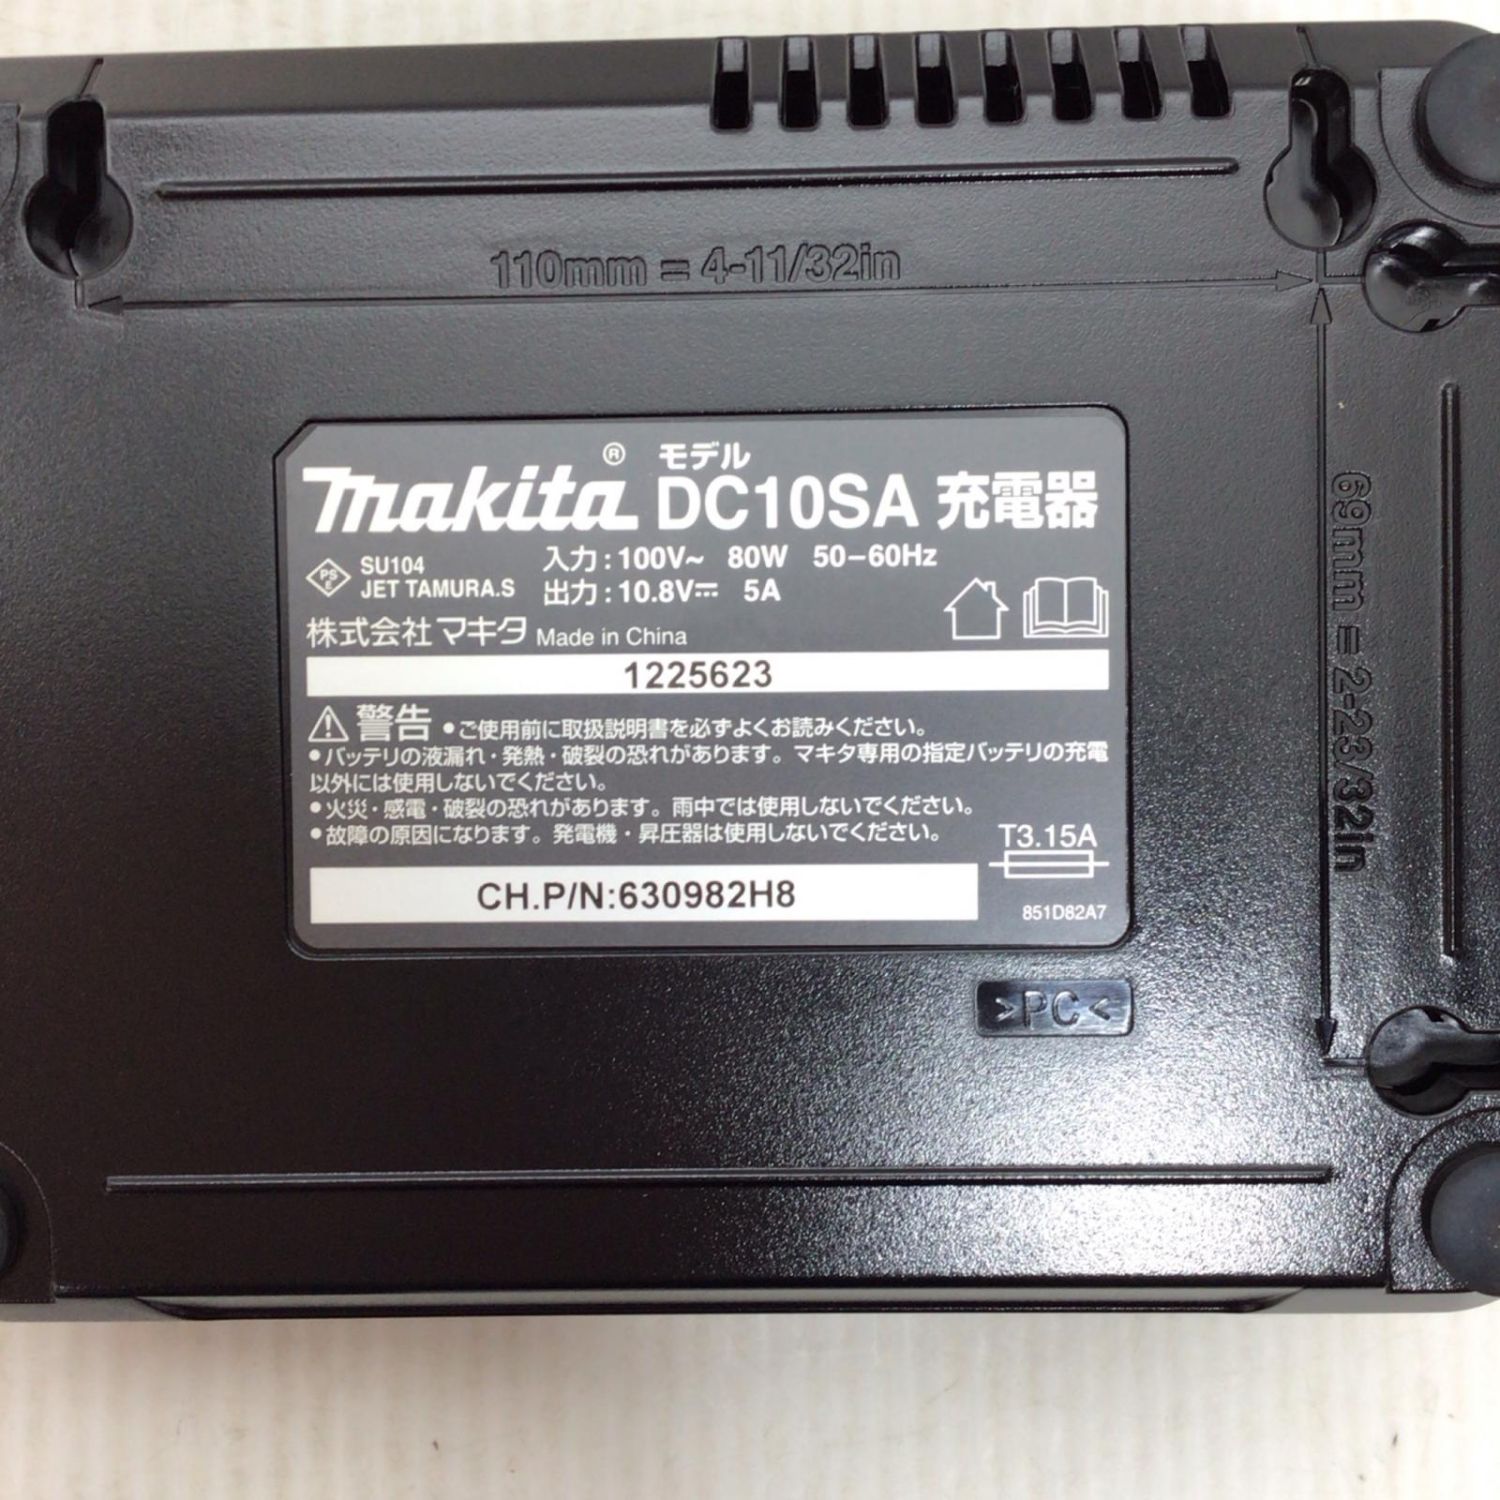 110mm = 4-11/32in
69mm = 2-23/32in
makita® モデル DC10SA 充電器
PSE SU104 入力：100V~ 80W 50-60Hz
JET TAMURA.S 出力：10.8V⎓ 5A
株式会社マキタ Made in China
1225623
⚠警告 •ご使用前に取扱説明書を必ずよくお読みください。
•バッテリの液漏れ・発熱・破裂の恐れがあります。マキタ専用の指定バッテリの充電
以外には使用しないでください。
•火災・感電・破裂の恐れがあります。雨中では使用しないでください。
•故障の原因になります。発電機・昇圧器は使用しないでください。
T3.15A
CH.P/N:630982H8
851D82A7
>PC<